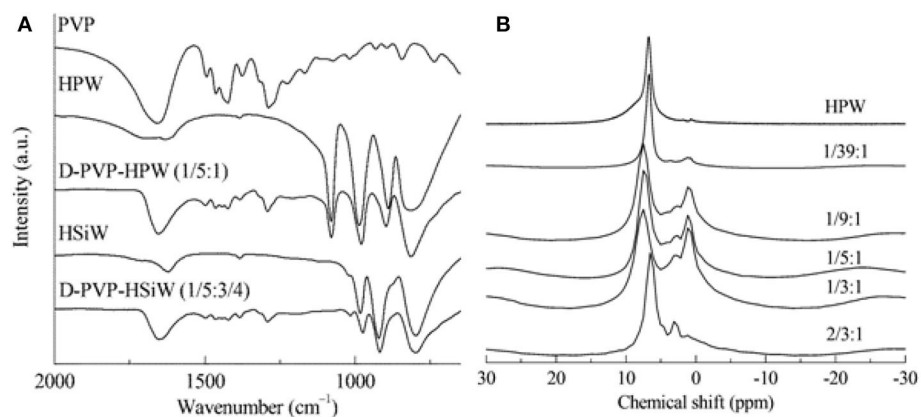 A
PVP
HPW
D-PVP-HPW (1/5:1)
HSiW
D-PVP-HSiW (1/5:3/4)
Intensity (a.u.)
2000 1500 1000
Wavenumber (cm⁻¹)
B
HPW
1/39:1
1/9:1
1/5:1
1/3:1
2/3:1
30 20 10 0 -10 -20 -30
Chemical shift (ppm)